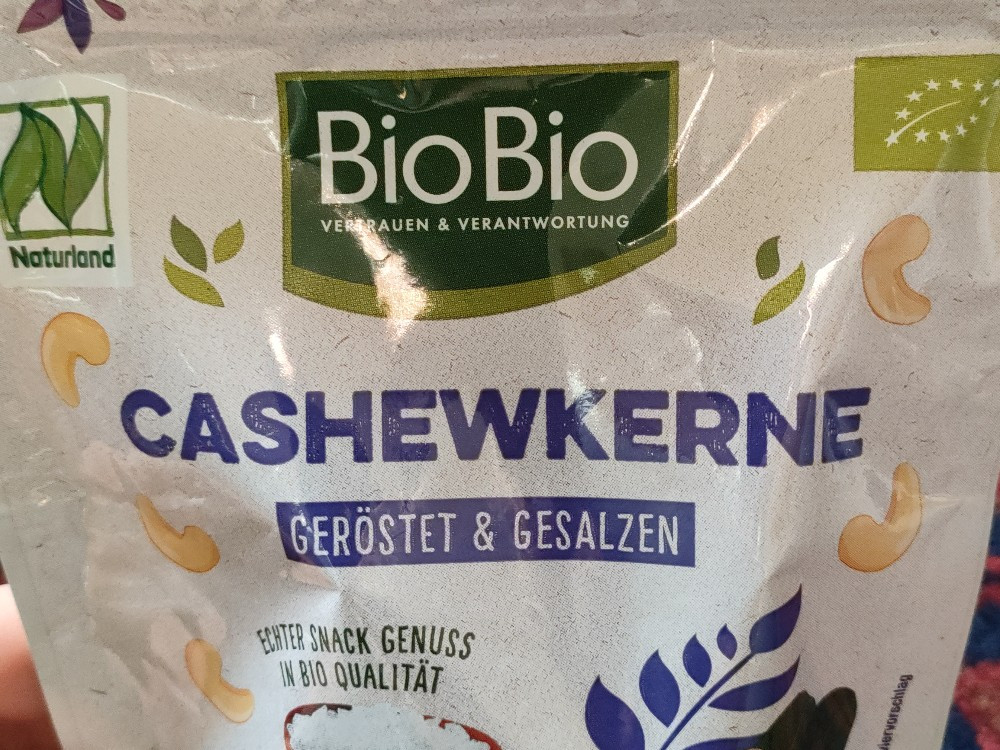 BioBio
VERTRAUEN & VERANTWORTUNG
Naturland
CASHEWKERNE
GERÖSTET & GESALZEN
ECHTER SNACK GENUSS
IN BIO QUALITÄT